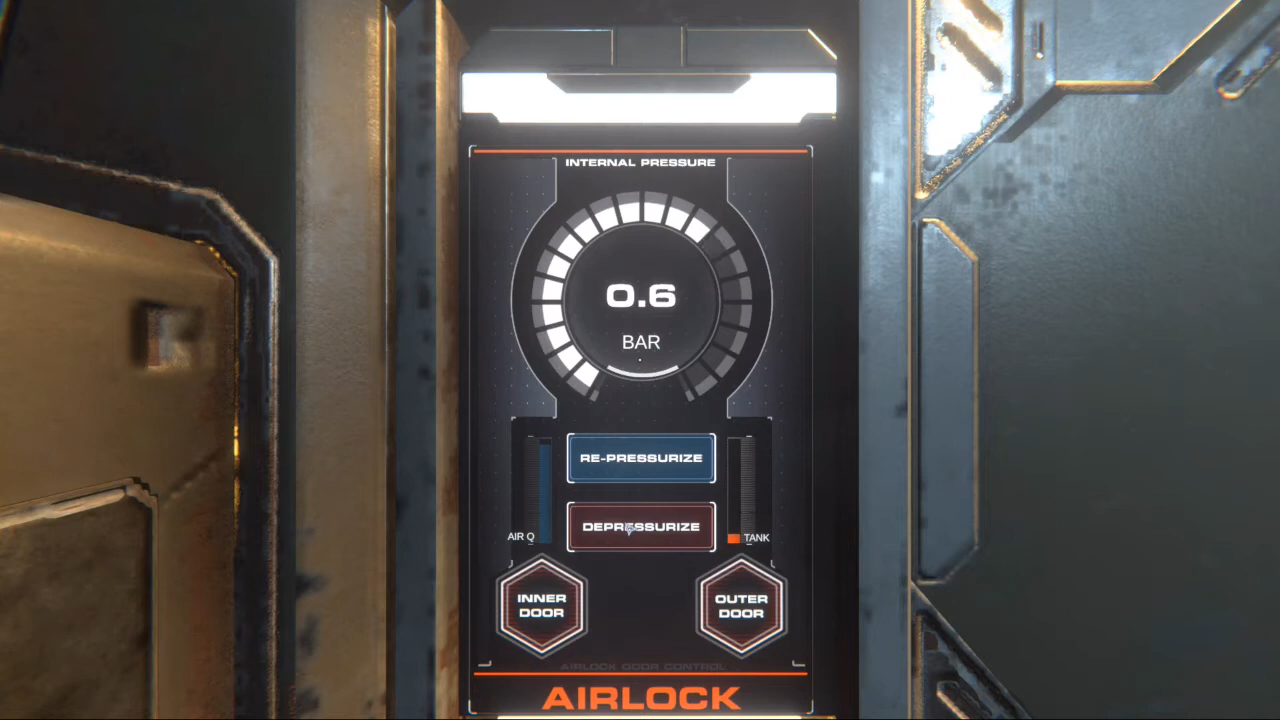 INTERNAL PRESSURE
0.6
BAR
RE-PRESSURIZE
DEPRESSURIZE
AIR Q
TANK
INNER
DOOR
OUTER
DOOR
AIRLOCK DOOR CONTROL
AIRLOCK